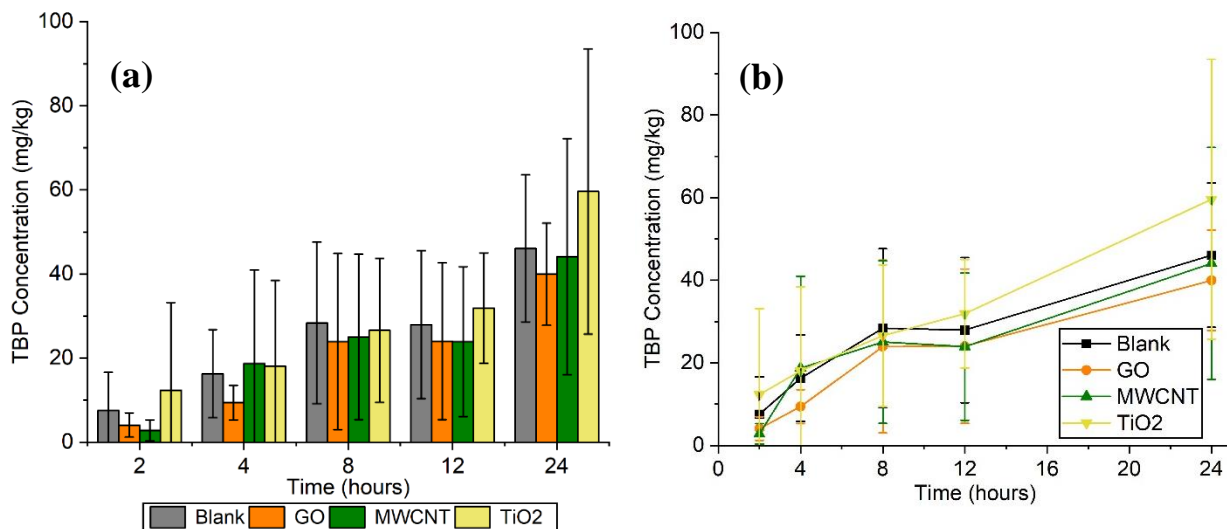 (a)
TBP Concentration (mg/kg)
100
80
60
40
20
0
2 4 8 12 24
Time (hours)
Blank GO MWCNT TiO2
(b)
TBP Concentration (mg/kg)
100
80
60
40
20
0
0 4 8 12 16 20 24
Time (hours)
Blank
GO
MWCNT
TiO2